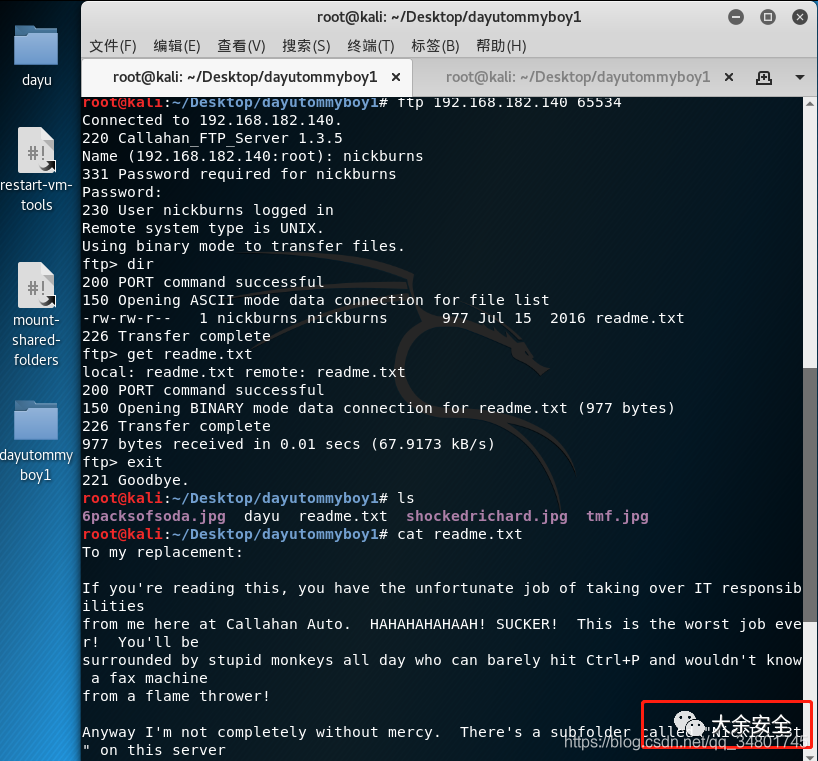 root@kali: ~/Desktop/dayutommyboy1
文件(F) 编辑(E) 查看(V) 搜索(S) 终端(T) 标签(B) 帮助(H)
root@kali: ~/Desktop/dayutommyboy1 × root@kali: ~/Desktop/dayutommyboy1 ×
dayu
#!
restart-vm-
tools
#!
mount-
shared-
folders
dayutommy
boy1
root@kali:~/Desktop/dayutommyboy1# ftp 192.168.182.140 65534
Connected to 192.168.182.140.
220 Callahan_FTP_Server 1.3.5
Name (192.168.182.140:root): nickburns
331 Password required for nickburns
Password:
230 User nickburns logged in
Remote system type is UNIX.
Using binary mode to transfer files.
ftp> dir
200 PORT command successful
150 Opening ASCII mode data connection for file list
-rw-rw-r--   1 nickburns nickburns      977 Jul 15  2016 readme.txt
226 Transfer complete
ftp> get readme.txt
local: readme.txt remote: readme.txt
200 PORT command successful
150 Opening BINARY mode data connection for readme.txt (977 bytes)
226 Transfer complete
977 bytes received in 0.01 secs (67.9173 kB/s)
ftp> exit
221 Goodbye.
root@kali:~/Desktop/dayutommyboy1# ls
6packsofsoda.jpg  dayu  readme.txt  shockedrichard.jpg  tmf.jpg
root@kali:~/Desktop/dayutommyboy1# cat readme.txt
To my replacement:
If you're reading this, you have the unfortunate job of taking over IT responsib
ilities
from me here at Callahan Auto.  HAHAHAHAHAAH! SUCKER!  This is the worst job eve
r!  You'll be
surrounded by stupid monkeys all day who can barely hit Ctrl+P and wouldn't know
 a fax machine
from a flame thrower!
Anyway I'm not completely without mercy.  There's a subfolder called
" on this server
大余安全
https://blog.csdn.net/qq_34801745